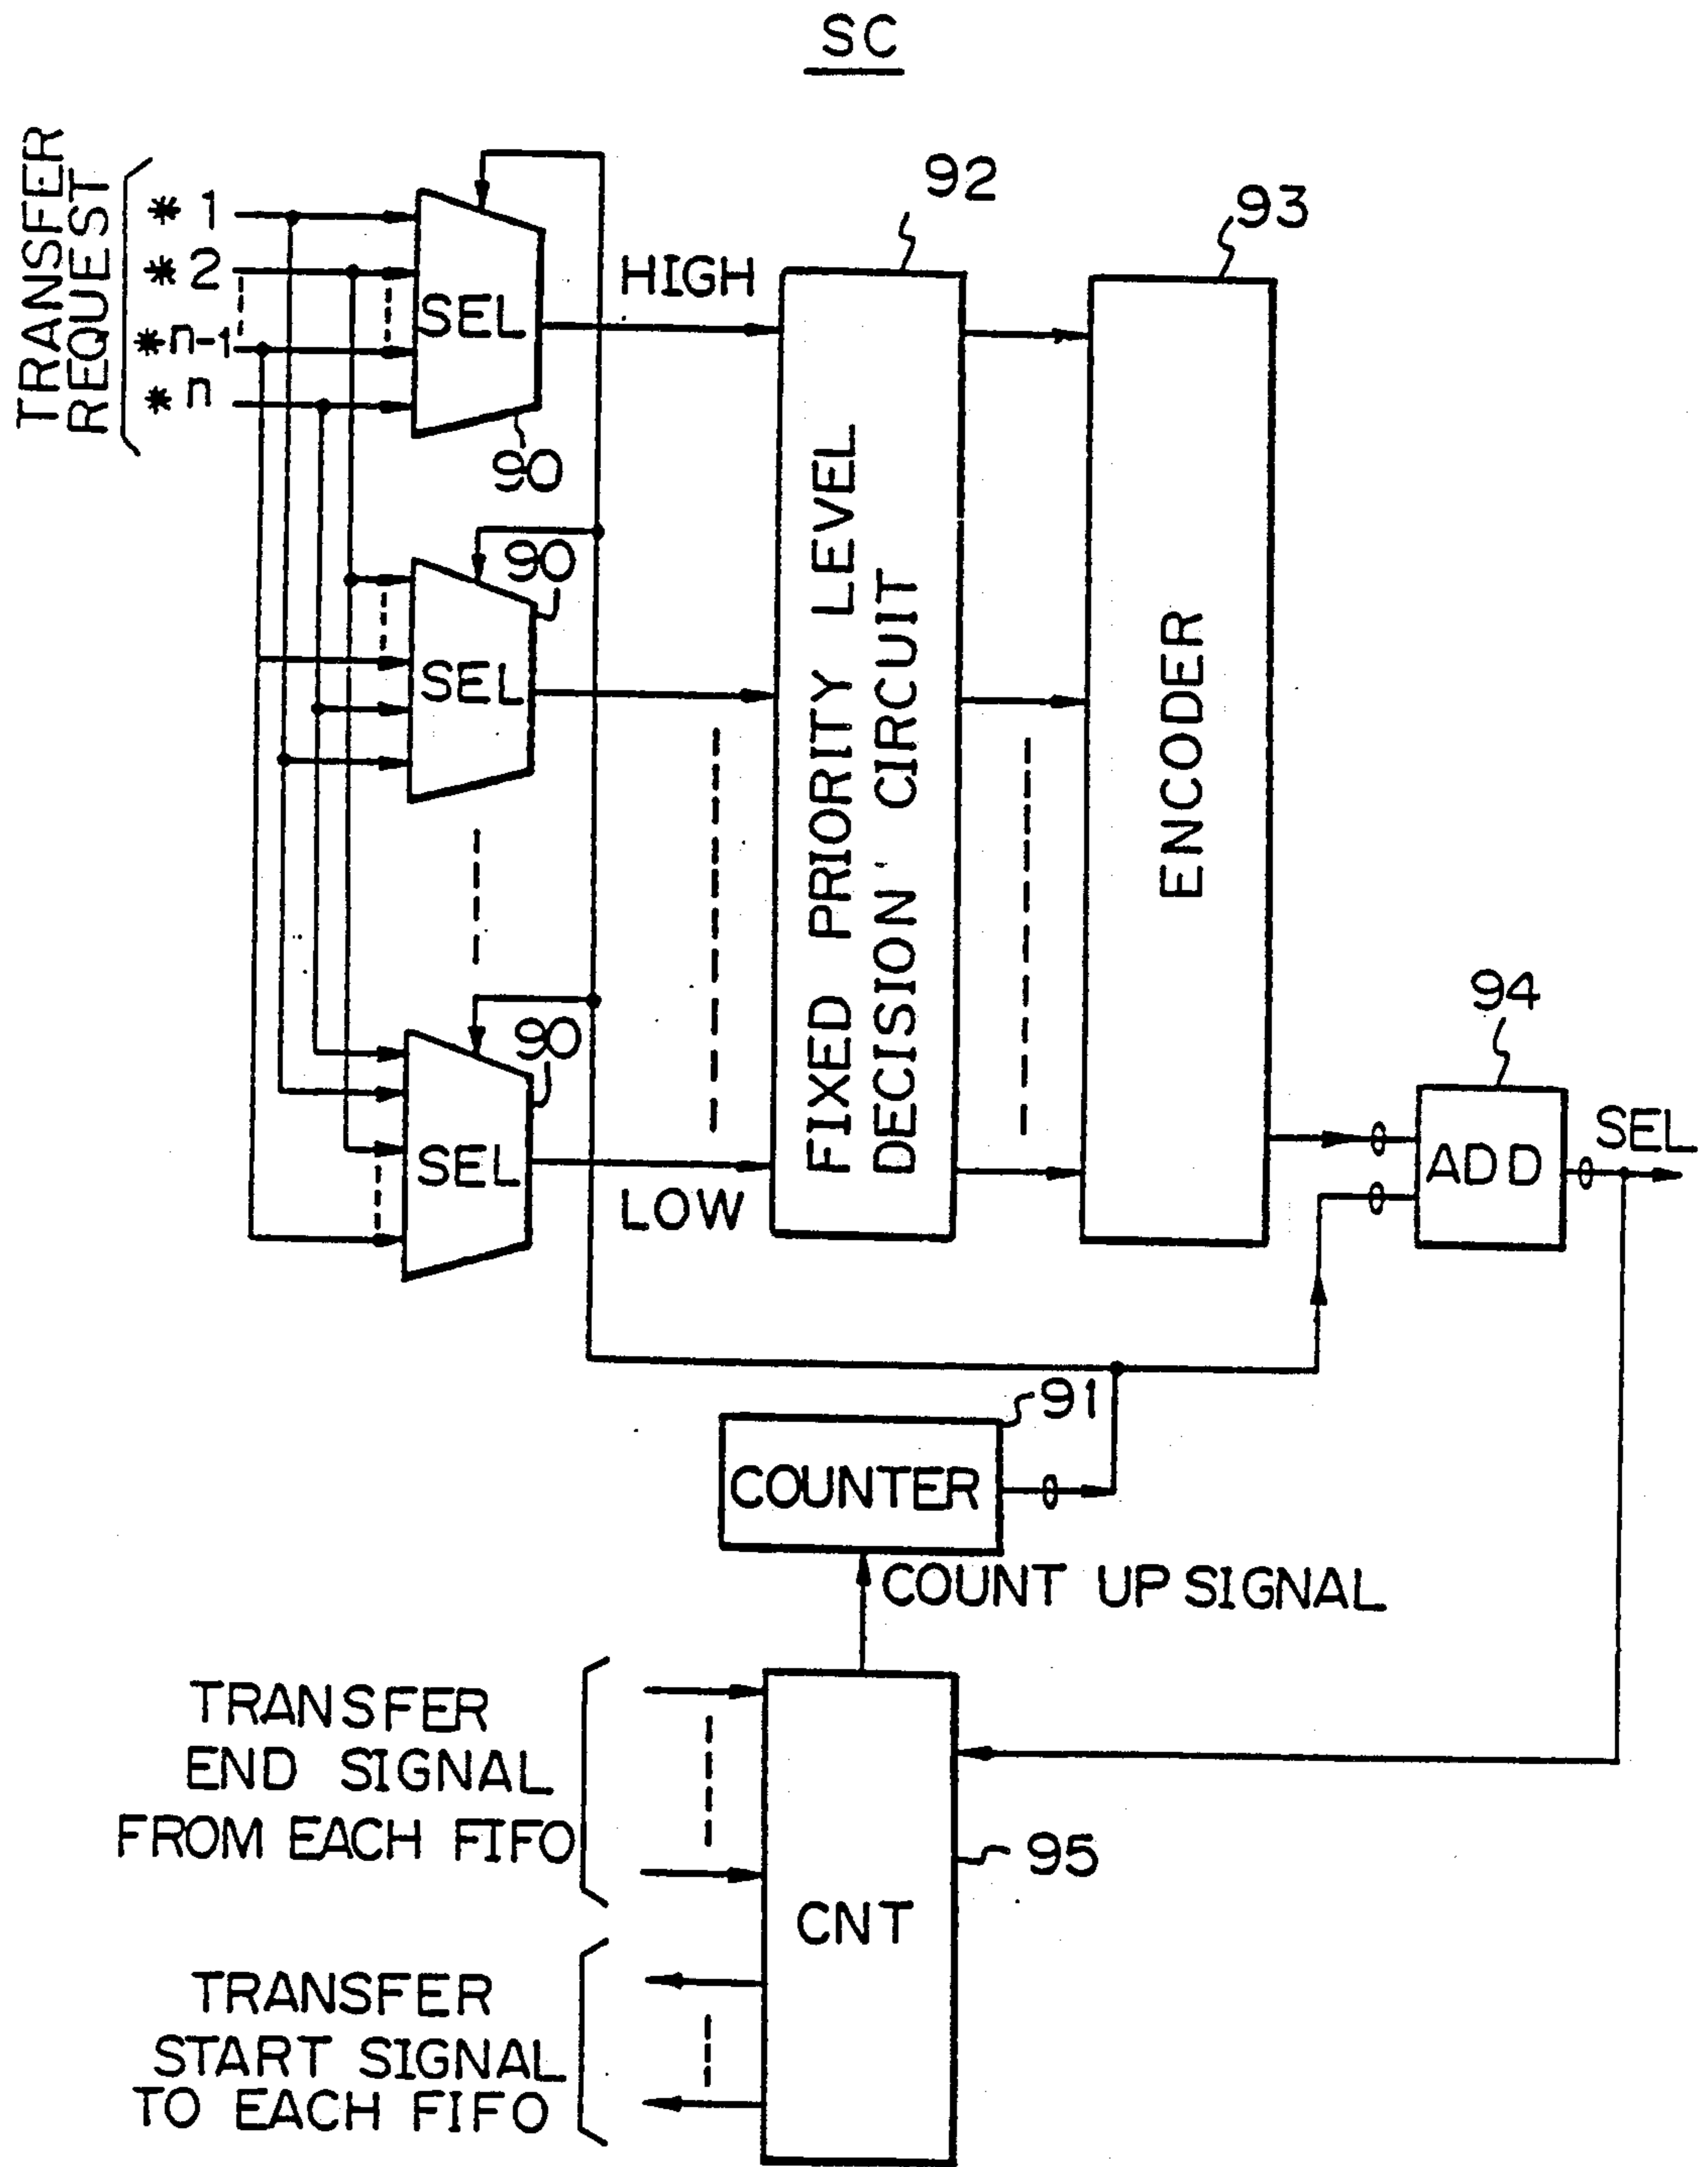 SC
TRANSFER
REQUEST
*1
*2
*n-1
*n
SEL
90
HIGH
92
93
90
SEL
FIXED PRIORITY LEVEL
DECISION CIRCUIT
ENCODER
90
SEL
LOW
94
ADD
SEL
91
COUNTER
COUNT UP SIGNAL
TRANSFER
END SIGNAL
FROM EACH FIFO
95
CNT
TRANSFER
START SIGNAL
TO EACH FIFO